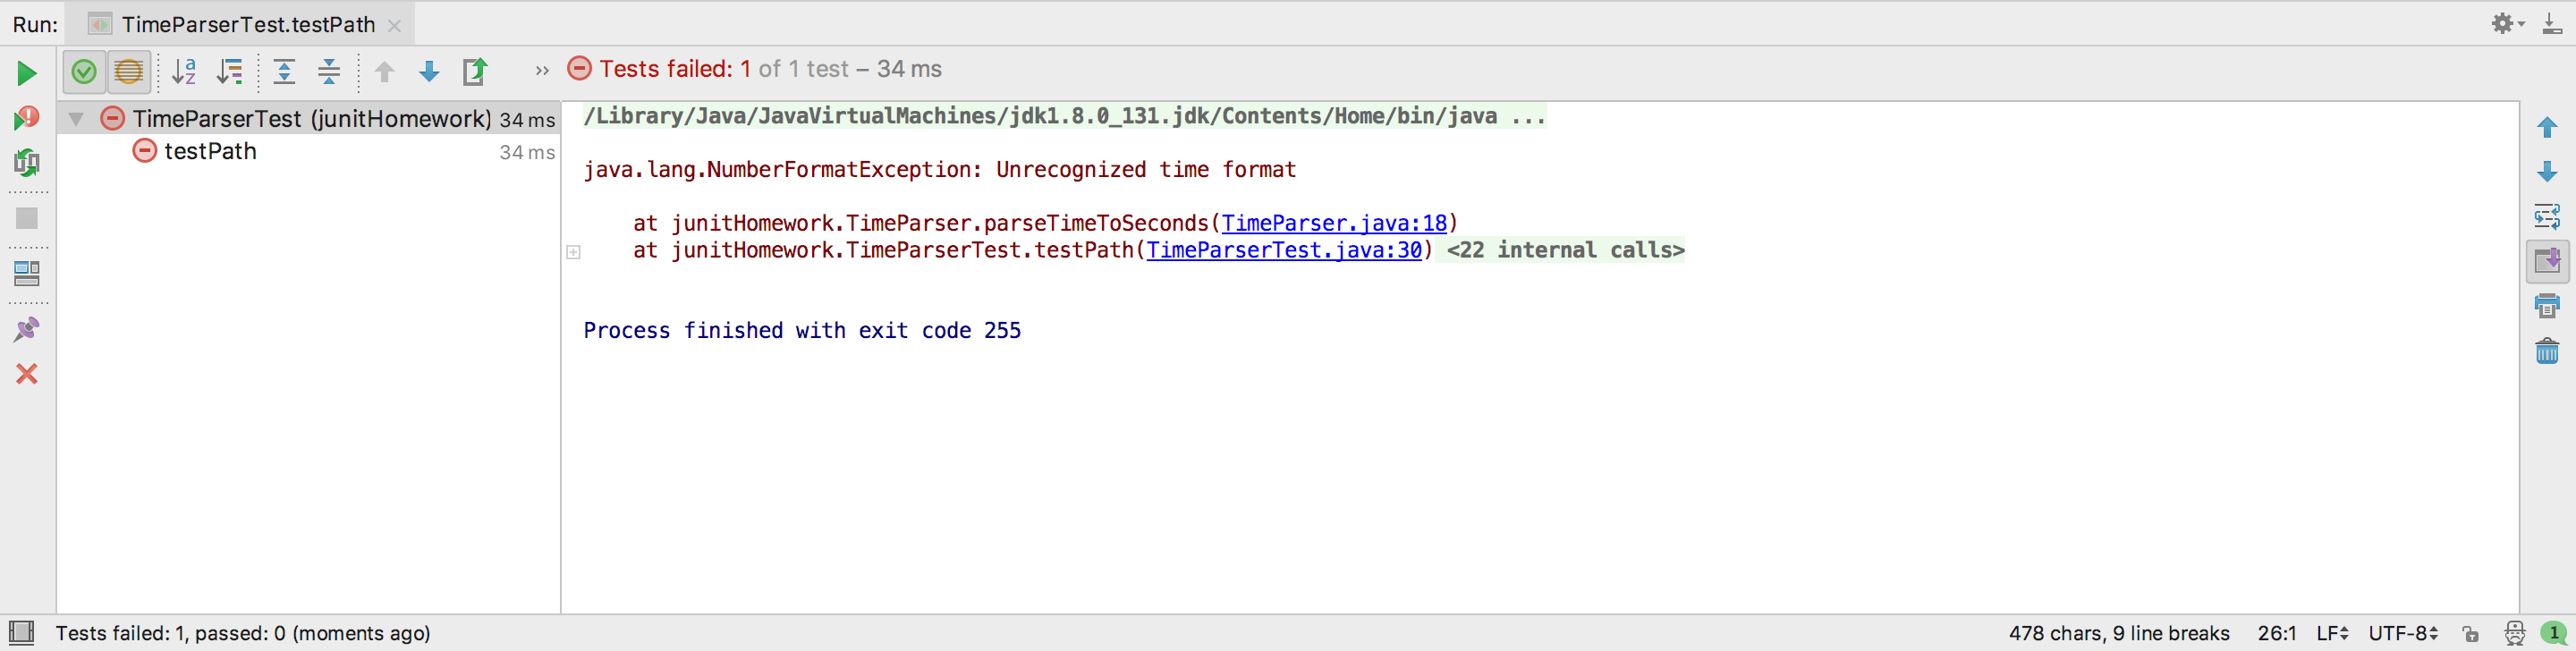 Run: TimeParserTest.testPath
Tests failed: 1 of 1 test – 34 ms
TimeParserTest (junitHomework) 34 ms
testPath 34 ms
/Library/Java/JavaVirtualMachines/jdk1.8.0_131.jdk/Contents/Home/bin/java ...
java.lang.NumberFormatException: Unrecognized time format
at junitHomework.TimeParser.parseTimeToSeconds(TimeParser.java:18)
at junitHomework.TimeParserTest.testPath(TimeParserTest.java:30) <22 internal calls>
Process finished with exit code 255
Tests failed: 1, passed: 0 (moments ago) 478 chars, 9 line breaks 26:1 LF UTF-8 1